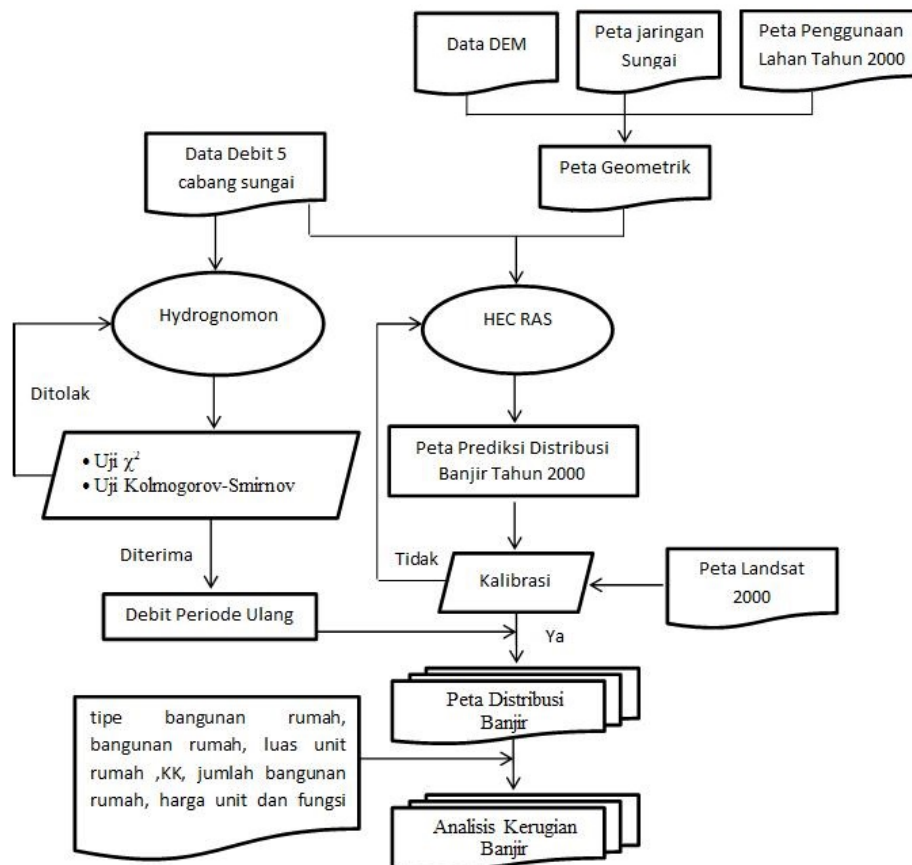 Data DEM
Peta jaringan
Sungai
Peta Penggunaan
Lahan Tahun 2000
Data Debit 5
cabang sungai
Peta Geometrik
Hydrognomon
HEC RAS
Ditolak
• Uji χ²
• Uji Kolmogorov-Smirnov
Peta Prediksi Distribusi
Banjir Tahun 2000
Diterima
Tidak
Kalibrasi
Peta Landsat
2000
Debit Periode Ulang
Ya
Peta Distribusi
Banjir
tipe bangunan rumah,
bangunan rumah, luas unit
rumah ,KK, jumlah bangunan
rumah, harga unit dan fungsi
Analisis Kerugian
Banjir